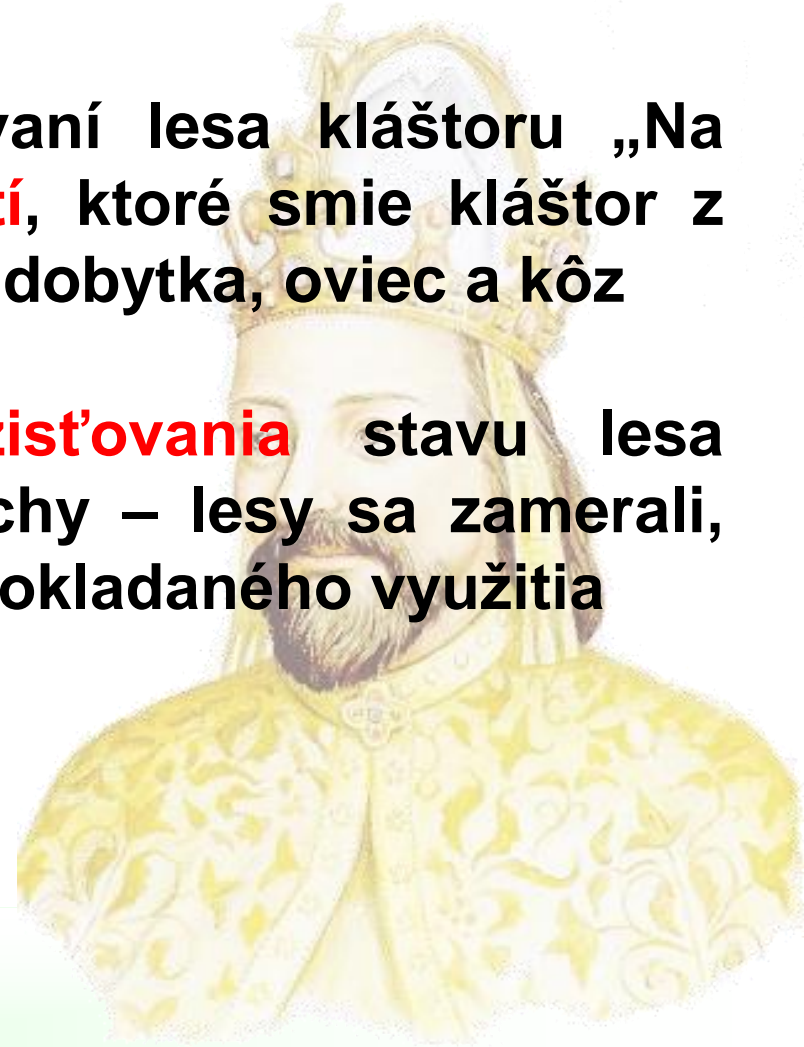 vaní lesa kláštoru „Na
tí, ktoré smie kláštor z
dobytka, oviec a kôz
zisťovania stavu lesa
chy – lesy sa zamerali,
okladaného využitia